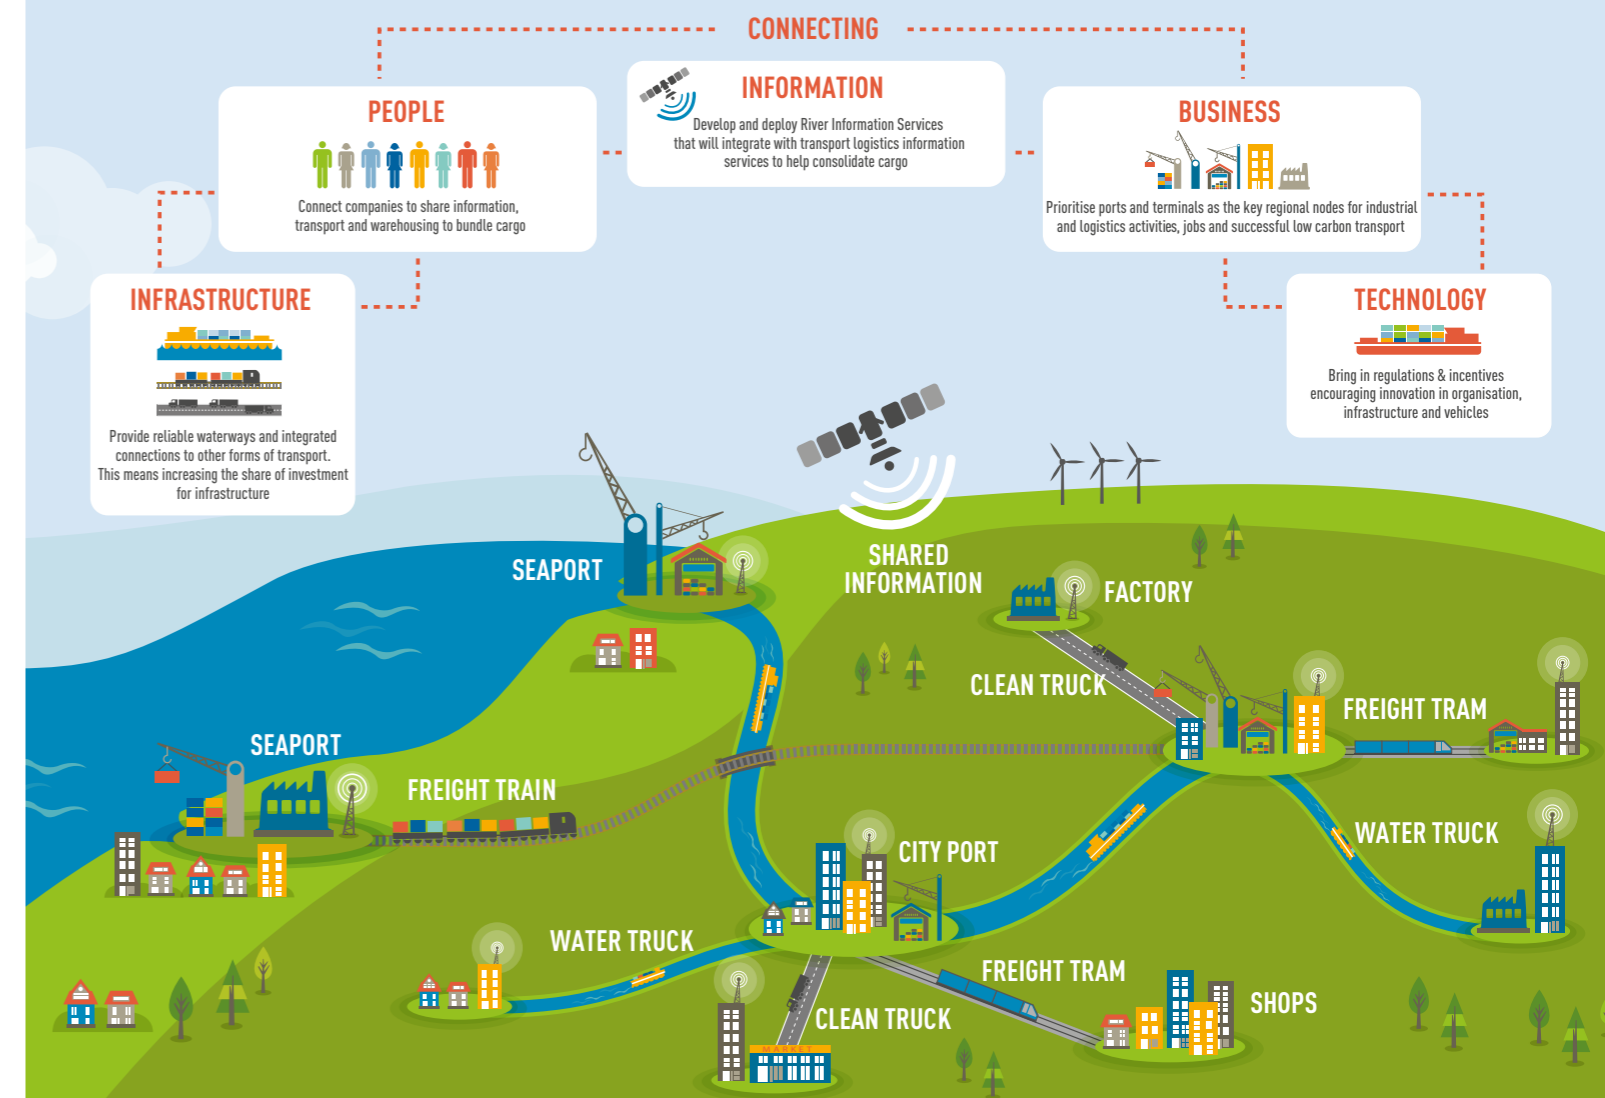 CONNECTING
PEOPLE
Connect companies to share information,
transport and warehousing to bundle cargo
INFORMATION
Develop and deploy River Information Services
that will integrate with transport logistics information
services to help consolidate cargo
BUSINESS
Prioritise ports and terminals as the key regional nodes for industrial
and logistics activities, jobs and successful low carbon transport
INFRASTRUCTURE
Provide reliable waterways and integrated
connections to other forms of transport.
This means increasing the share of investment
for infrastructure
TECHNOLOGY
Bring in regulations & incentives
encouraging innovation in organisation,
infrastructure and vehicles
SEAPORT
SHARED
INFORMATION
FACTORY
CLEAN TRUCK
FREIGHT TRAM
SEAPORT
FREIGHT TRAIN
WATER TRUCK
CITY PORT
WATER TRUCK
FREIGHT TRAM
SHOPS
CLEAN TRUCK
MARKET